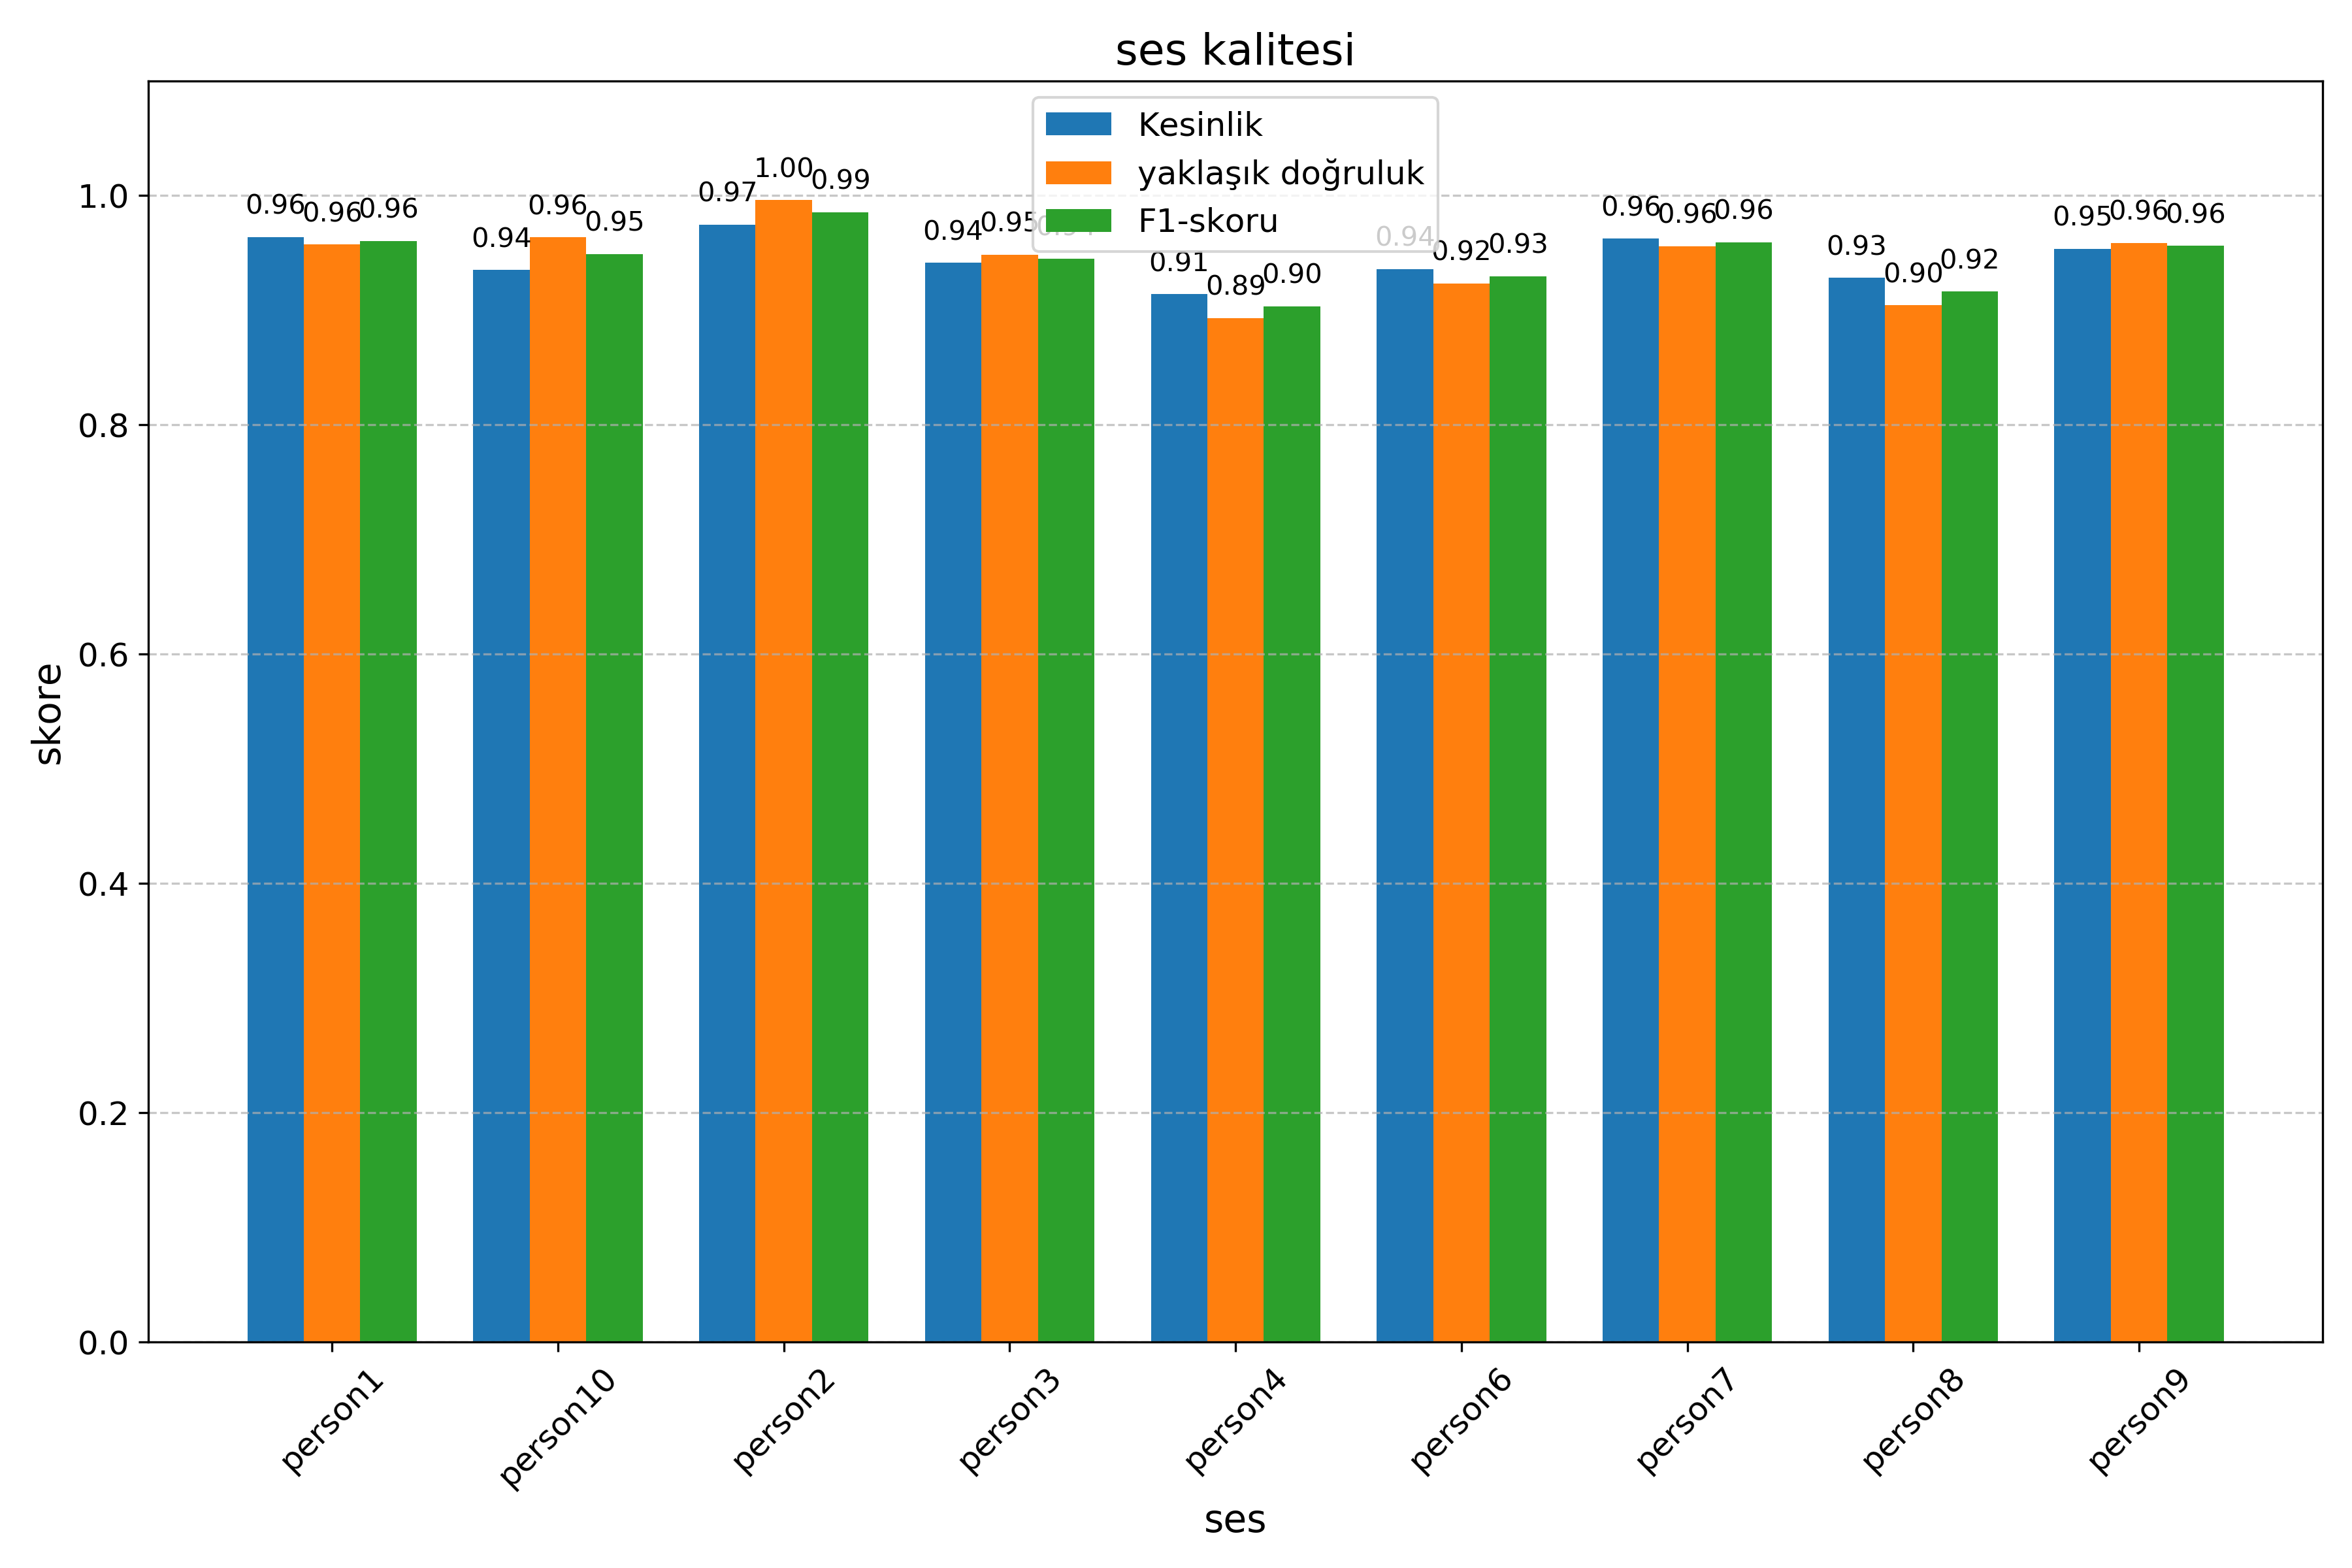 ses kalitesi
Kesinlik
yaklaşık doğruluk
F1-skoru
0.96 0.96 0.96 0.94 0.96 0.95 0.97 1.00 0.99 0.94 0.95 0.91 0.89 0.90 0.94 0.92 0.93 0.96 0.96 0.96 0.93 0.90 0.92 0.95 0.96 0.96
1.0
0.8
0.6
0.4
0.2
0.0
skore
person1 person10 person2 person3 person4 person6 person7 person8 person9
ses